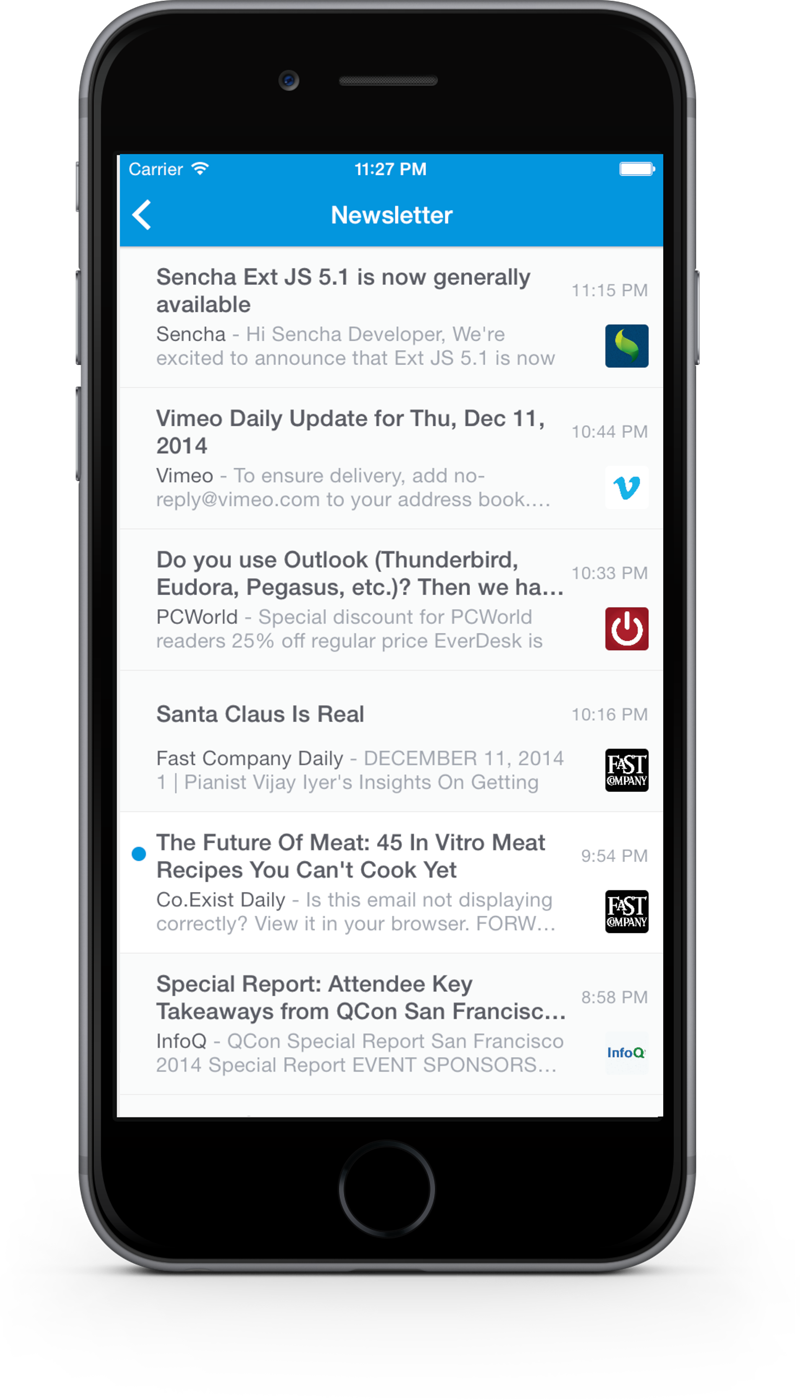 Carrier 11:27 PM
Newsletter
Sencha Ext JS 5.1 is now generally
available
11:15 PM
Sencha - Hi Sencha Developer, We're
excited to announce that Ext JS 5.1 is now
Vimeo Daily Update for Thu, Dec 11,
2014
10:44 PM
Vimeo - To ensure delivery, add no-
reply@vimeo.com to your address book....
Do you use Outlook (Thunderbird,
Eudora, Pegasus, etc.)? Then we ha...
10:33 PM
PCWorld - Special discount for PCWorld
readers 25% off regular price EverDesk is
Santa Claus Is Real
10:16 PM
Fast Company Daily - DECEMBER 11, 2014
1 | Pianist Vijay Iyer's Insights On Getting
FAST
COMPANY
The Future Of Meat: 45 In Vitro Meat
Recipes You Can't Cook Yet
9:54 PM
Co.Exist Daily - Is this email not displaying
correctly? View it in your browser. FORW...
FAST
COMPANY
Special Report: Attendee Key
Takeaways from QCon San Francisc...
8:58 PM
InfoQ - QCon Special Report San Francisco
2014 Special Report EVENT SPONSORS...
InfoQ